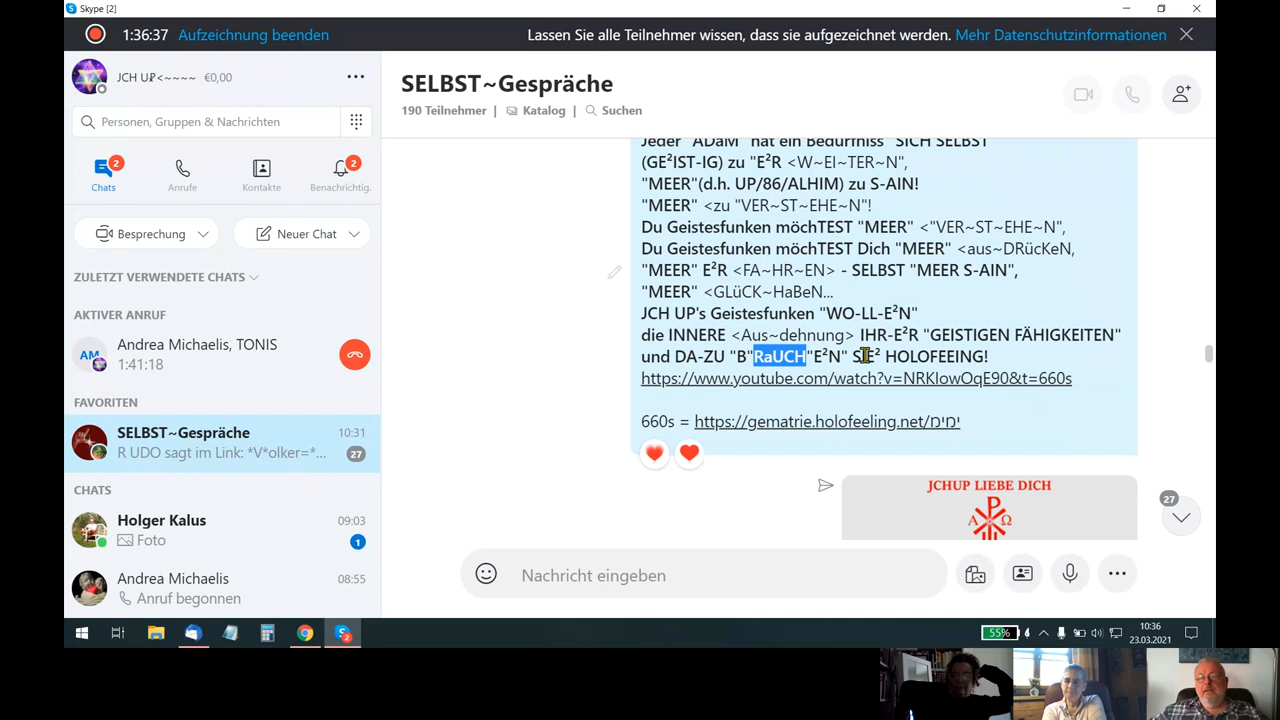 Skype [2]
1:36:37 Aufzeichnung beenden
Lassen Sie alle Teilnehmer wissen, dass sie aufgezeichnet werden. Mehr Datenschutzinformationen
€0,00
Personen, Gruppen & Nachrichten
2
2
Chats
Anrufe
Kontakte
Benachrichtig.
Besprechung
Neuer Chat
ZULETZT VERWENDETE CHATS
AKTIVER ANRUF
AM
Andrea Michaelis, TONIS
1:41:18
FAVORITEN
SELBST~Gespräche
10:31
R UDO sagt im Link: *V*olker=*...
27
CHATS
Holger Kalus
09:03
Foto
1
Andrea Michaelis
08:55
Anruf begonnen
SELBST~Gespräche
190 Teilnehmer | Katalog | Suchen
Jeder "ADaM" hat ein Bedürfniss "SICH SELBST
(GE²IST-IG) zu "E²R <W~EI~TER~N",
"MEER"(d.h. UP/86/ALHIM) zu S-AIN!
"MEER" <zu "VER~ST~EHE~N"!
Du Geistesfunken möchTEST "MEER" <"VER~ST~EHE~N",
Du Geistesfunken möchTEST Dich "MEER" <aus~DRücKeN,
"MEER" E²R <FA~HR~EN> - SELBST "MEER S-AIN",
"MEER" <GLüCK~HaBeN...
JCH UP's Geistesfunken "WO-LL-E²N"
die INNERE <Aus~dehnung> IHR-E²R "GEISTIGEN FÄHIGKEITEN"
und DA-ZU "B"RaUCH"E²N" SIE² HOLOFEEING!
https://www.youtube.com/watch?v=NRKIowOqE90&t=660s
660s = https://gematrie.holofeeling.net/ימימ
JCHUP LIEBE DICH
Α Ω
27
Nachricht eingeben
2
55%
10:36
23.03.2021